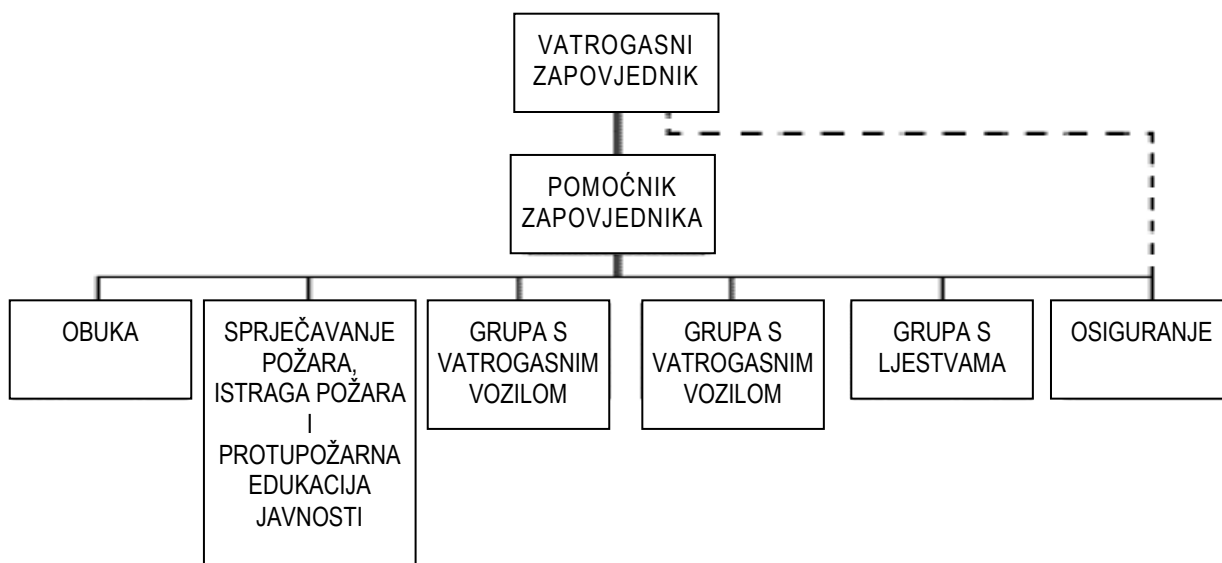 VATROGASNI
ZAPOVJEDNIK
POMOĆNIK
ZAPOVJEDNIKA
OBUKA
SPRJEČAVANJE
POŽARA,
ISTRAGA POŽARA
I
PROTUPOŽARNA
EDUKACIJA
JAVNOSTI
GRUPA S
VATROGASNIM
VOZILOM
GRUPA S
VATROGASNIM
VOZILOM
GRUPA S
LJESTVAMA
OSIGURANJE